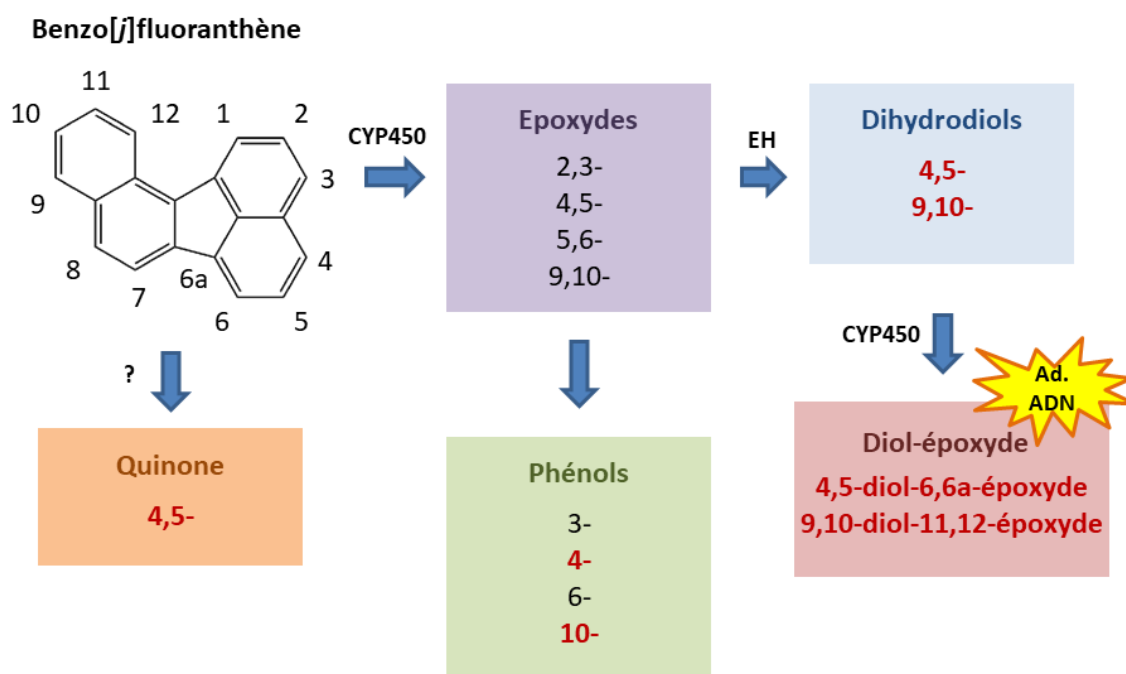 Benzo[j]fluoranthène
11
10
12
1
2
9
3
8
4
7
6a
6
5
CYP450
Epoxydes
2,3-
4,5-
5,6-
9,10-
EH
Dihydrodiols
4,5-
9,10-
?
Quinone
4,5-
Phénols
3-
4-
6-
10-
CYP450
Ad.
ADN
Diol-époxyde
4,5-diol-6,6a-époxyde
9,10-diol-11,12-époxyde